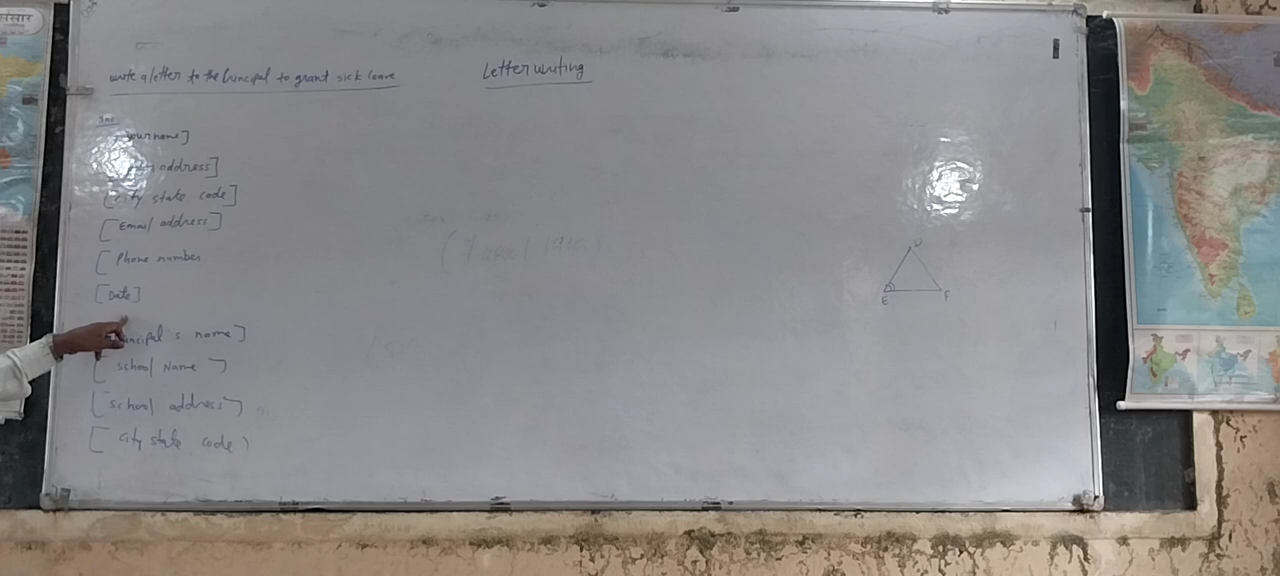 संसार
Letter writing
write a letter to the Principal to grant sick leave
your name]
address]
[city state code]
[Email address]
[Phone number
[Date]
Principal's name]
[School Name]
[school address]
[city state code)
D
E
F